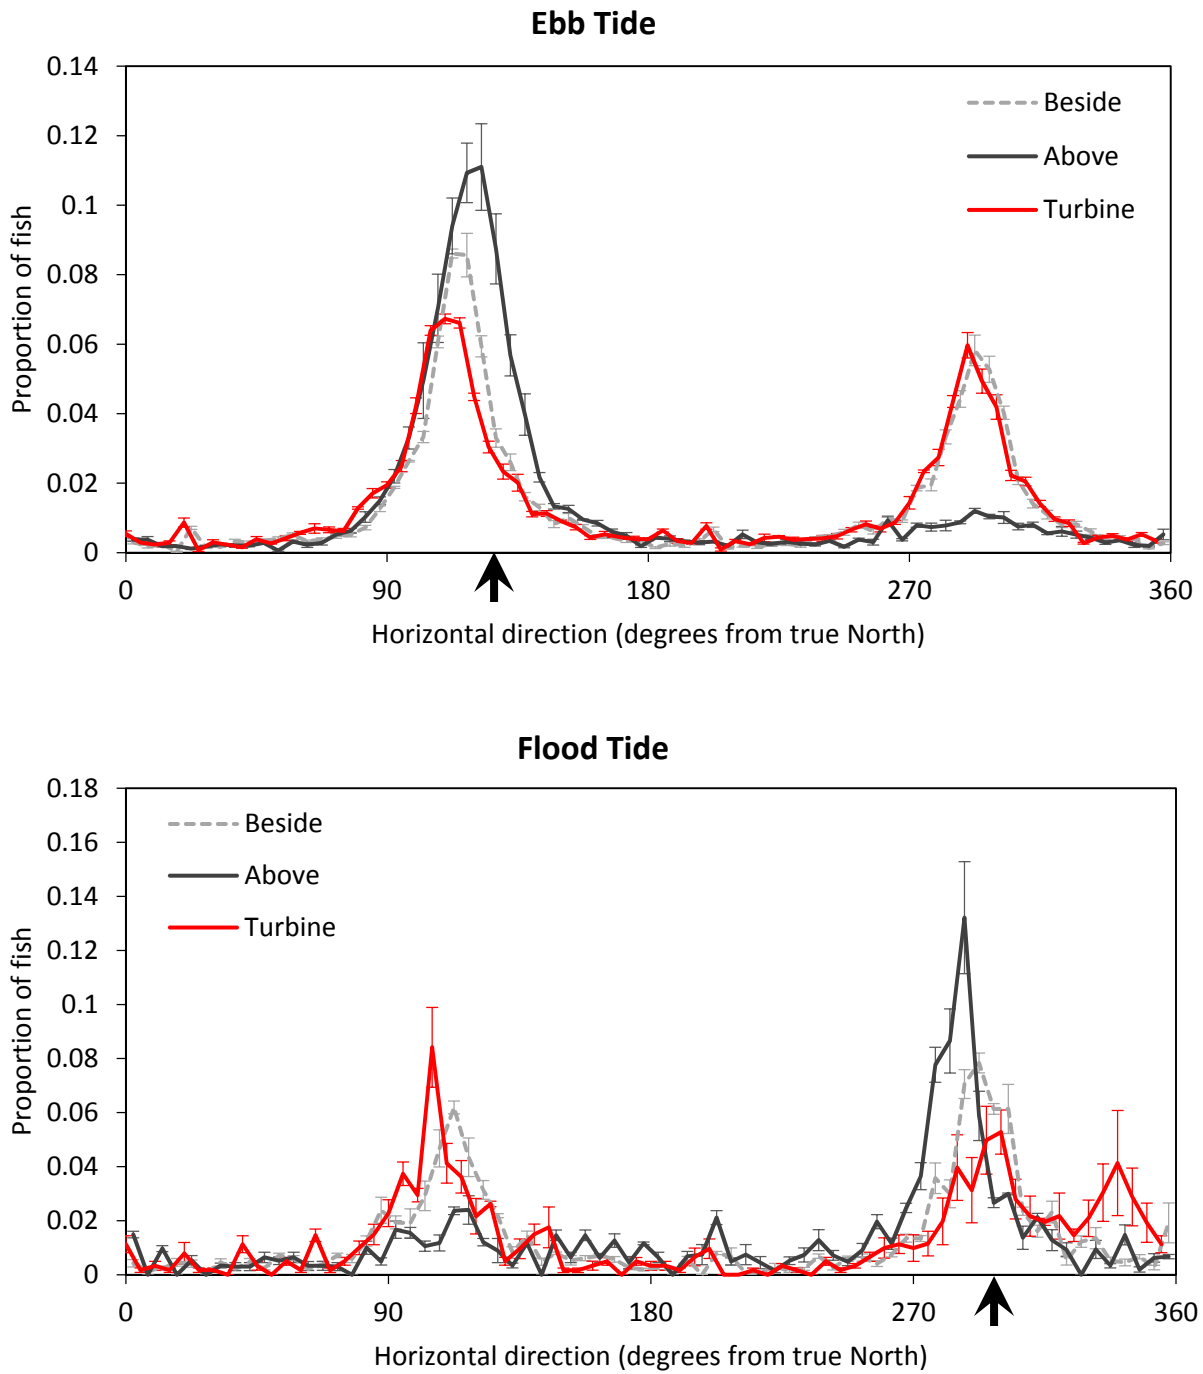 Ebb Tide
0.14
0.12
0.1
0.08
0.06
0.04
0.02
0
Proportion of fish
Beside
Above
Turbine
0 90 180 270 360
Horizontal direction (degrees from true North)
Flood Tide
0.18
0.16
0.14
0.12
0.1
0.08
0.06
0.04
0.02
0
Proportion of fish
Beside
Above
Turbine
0 90 180 270 360
Horizontal direction (degrees from true North)